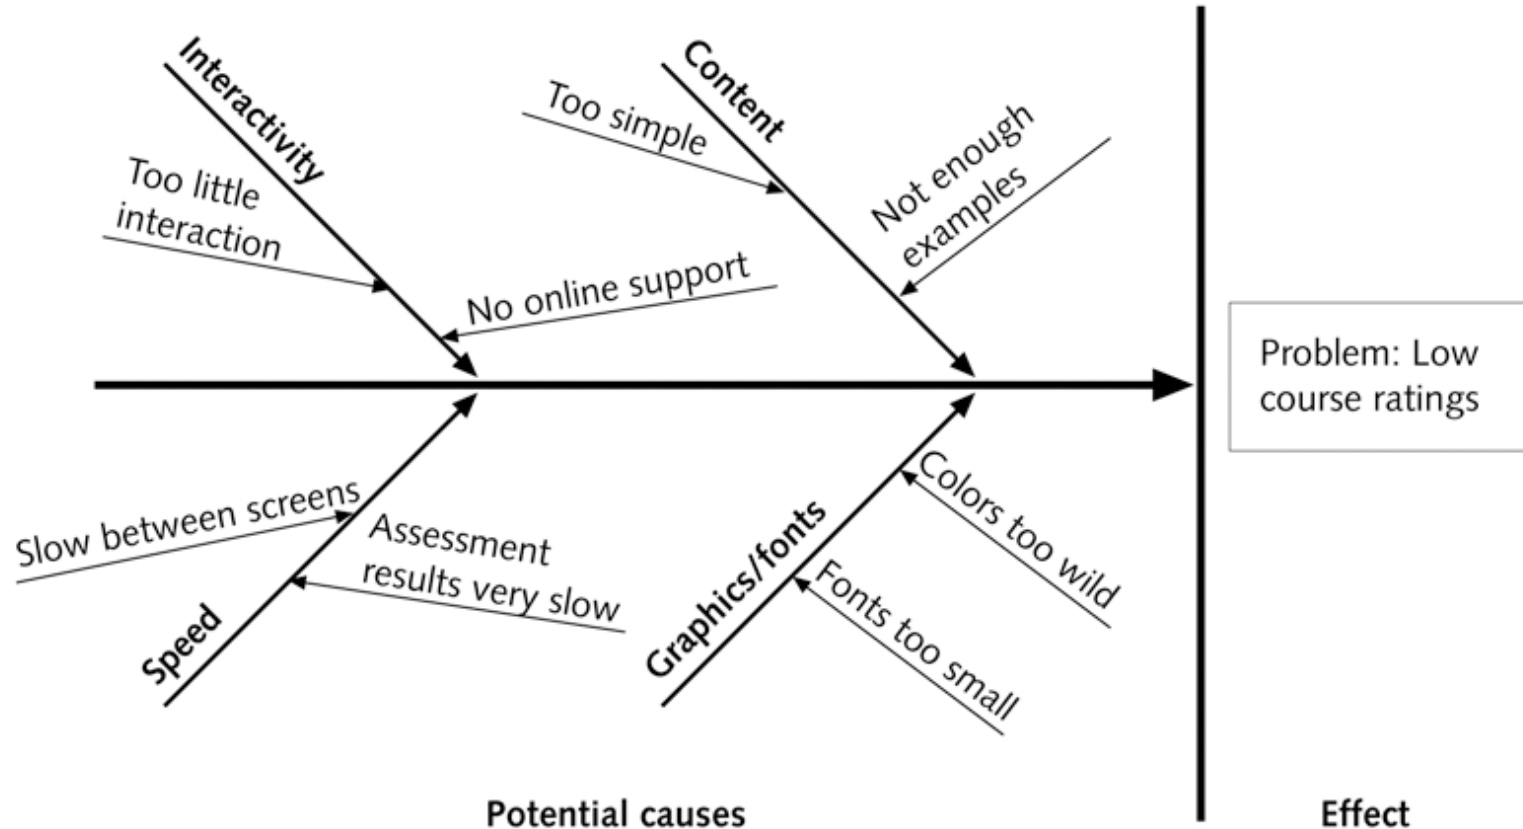 Interactivity
Too little
interaction
No online support
Content
Too simple
Not enough
examples
Problem: Low
course ratings
Slow between screens
Assessment
results very slow
Speed
Graphics/fonts
Colors too wild
Fonts too small
Potential causes
Effect